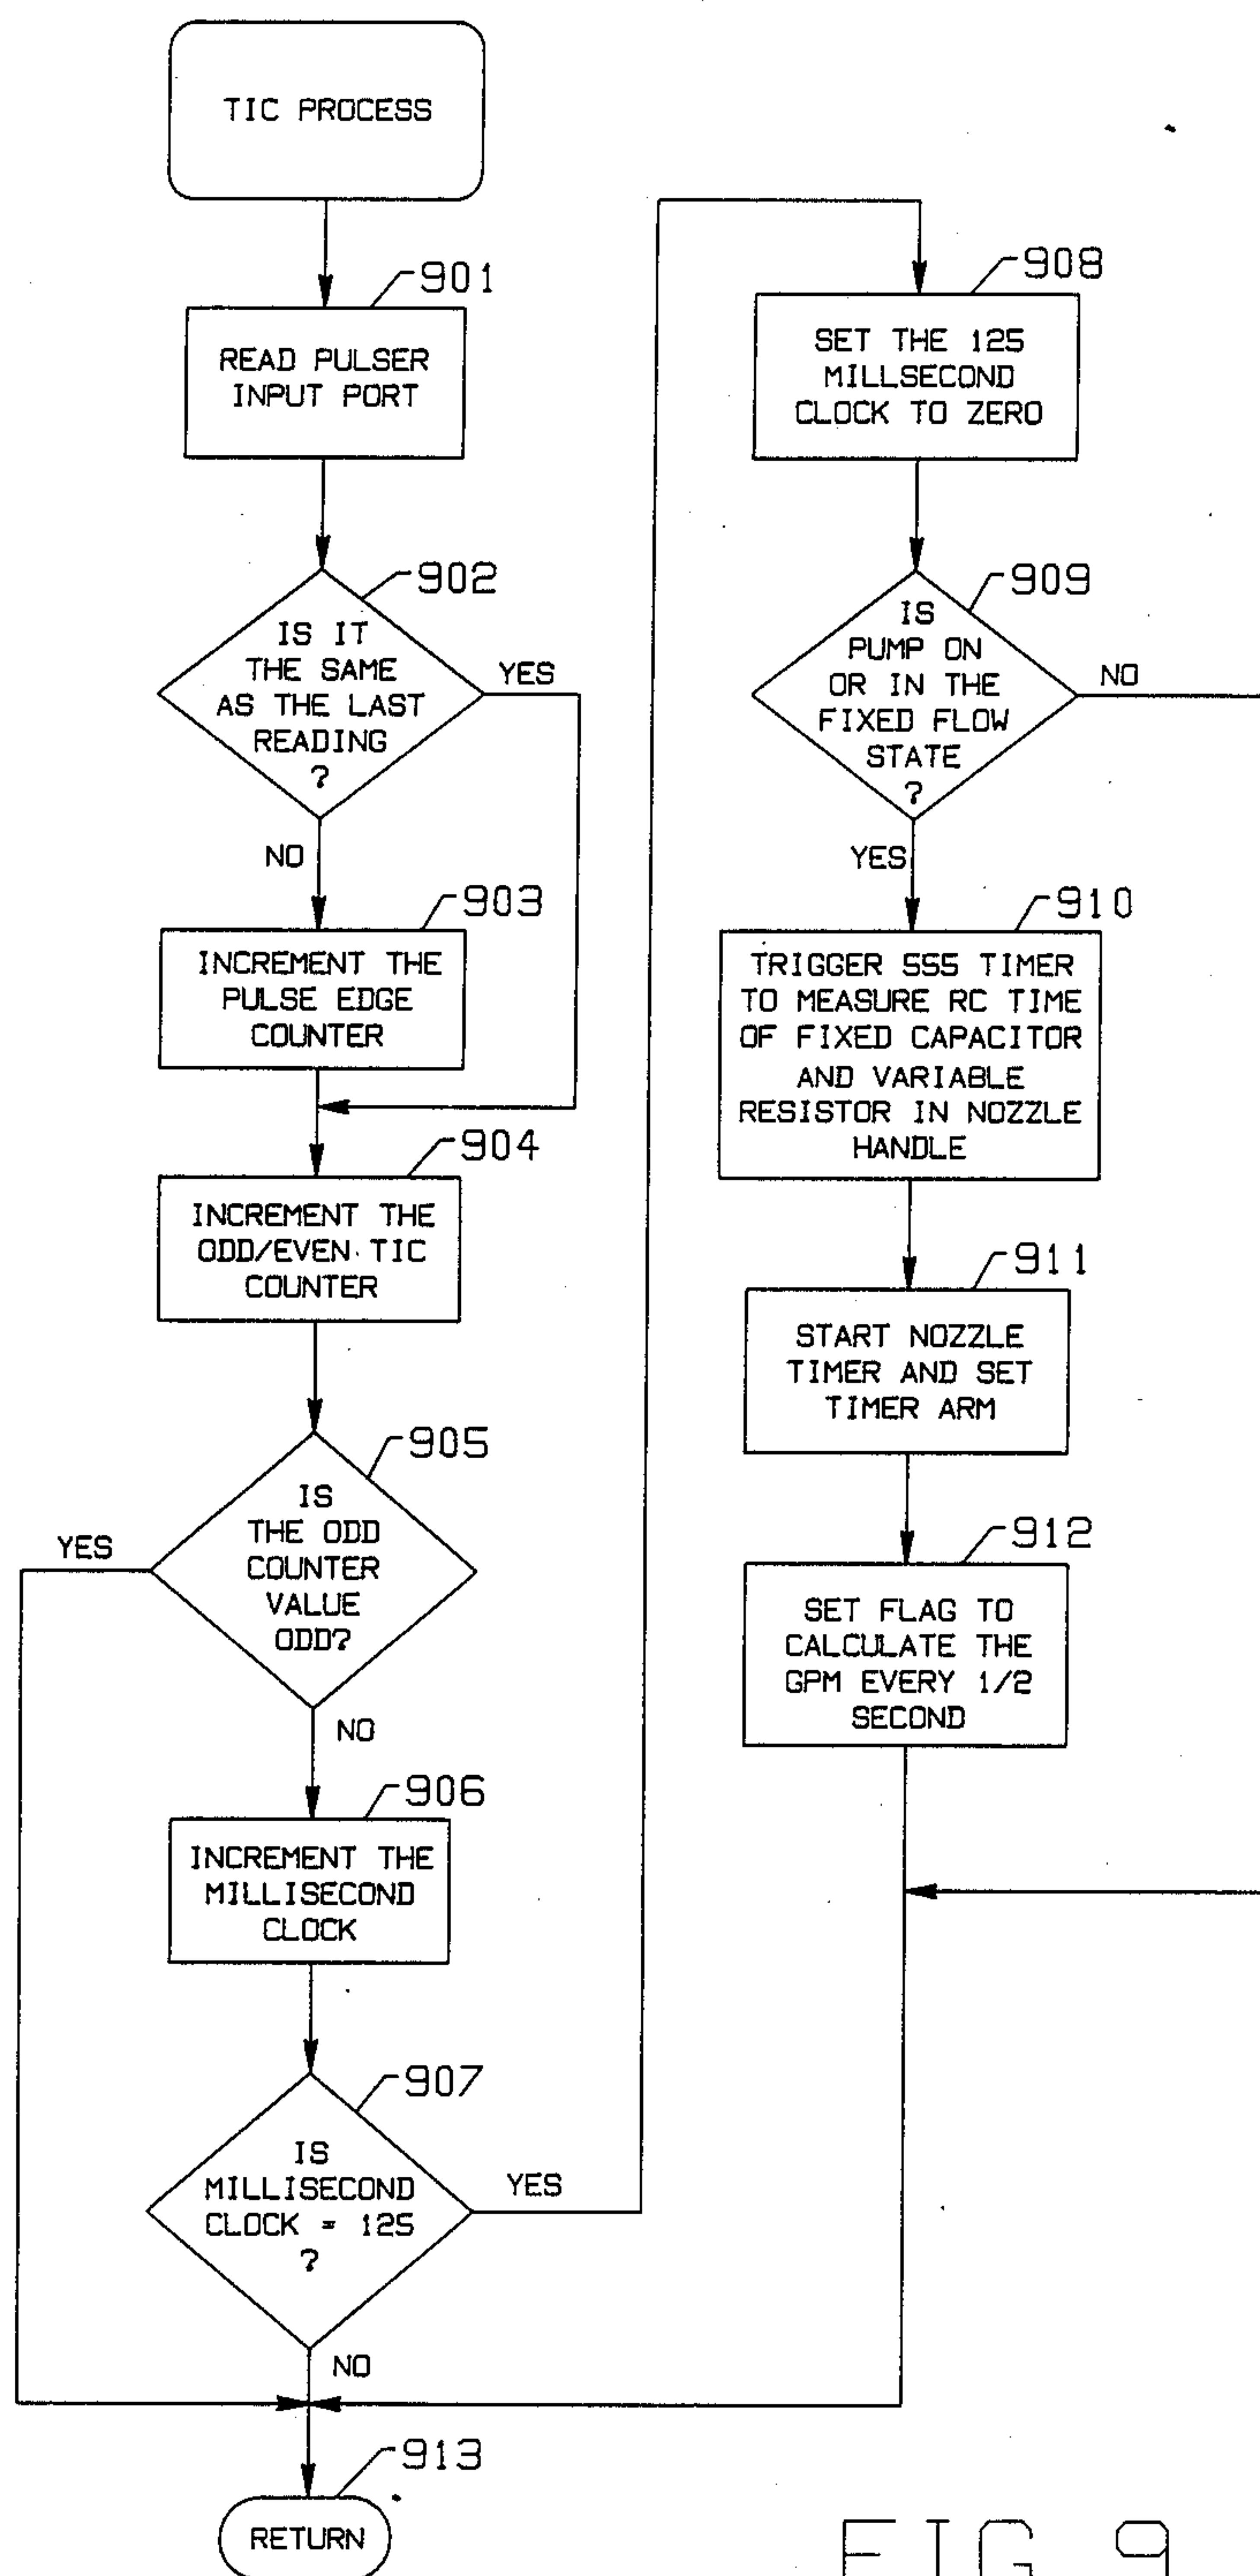 TIC PROCESS
901
READ PULSER
INPUT PORT
902
IS IT
THE SAME
AS THE LAST
READING
?
YES
NO
903
INCREMENT THE
PULSE EDGE
COUNTER
904
INCREMENT THE
ODD/EVEN TIC
COUNTER
905
IS
THE ODD
COUNTER
VALUE
ODD?
YES
NO
906
INCREMENT THE
MILLISECOND
CLOCK
907
IS
MILLISECOND
CLOCK = 125
?
YES
NO
913
RETURN
908
SET THE 125
MILLSECOND
CLOCK TO ZERO
909
IS
PUMP ON
OR IN THE
FIXED FLOW
STATE
?
NO
YES
910
TRIGGER 555 TIMER
TO MEASURE RC TIME
OF FIXED CAPACITOR
AND VARIABLE
RESISTOR IN NOZZLE
HANDLE
911
START NOZZLE
TIMER AND SET
TIMER ARM
912
SET FLAG TO
CALCULATE THE
GPM EVERY 1/2
SECOND
FIG 9